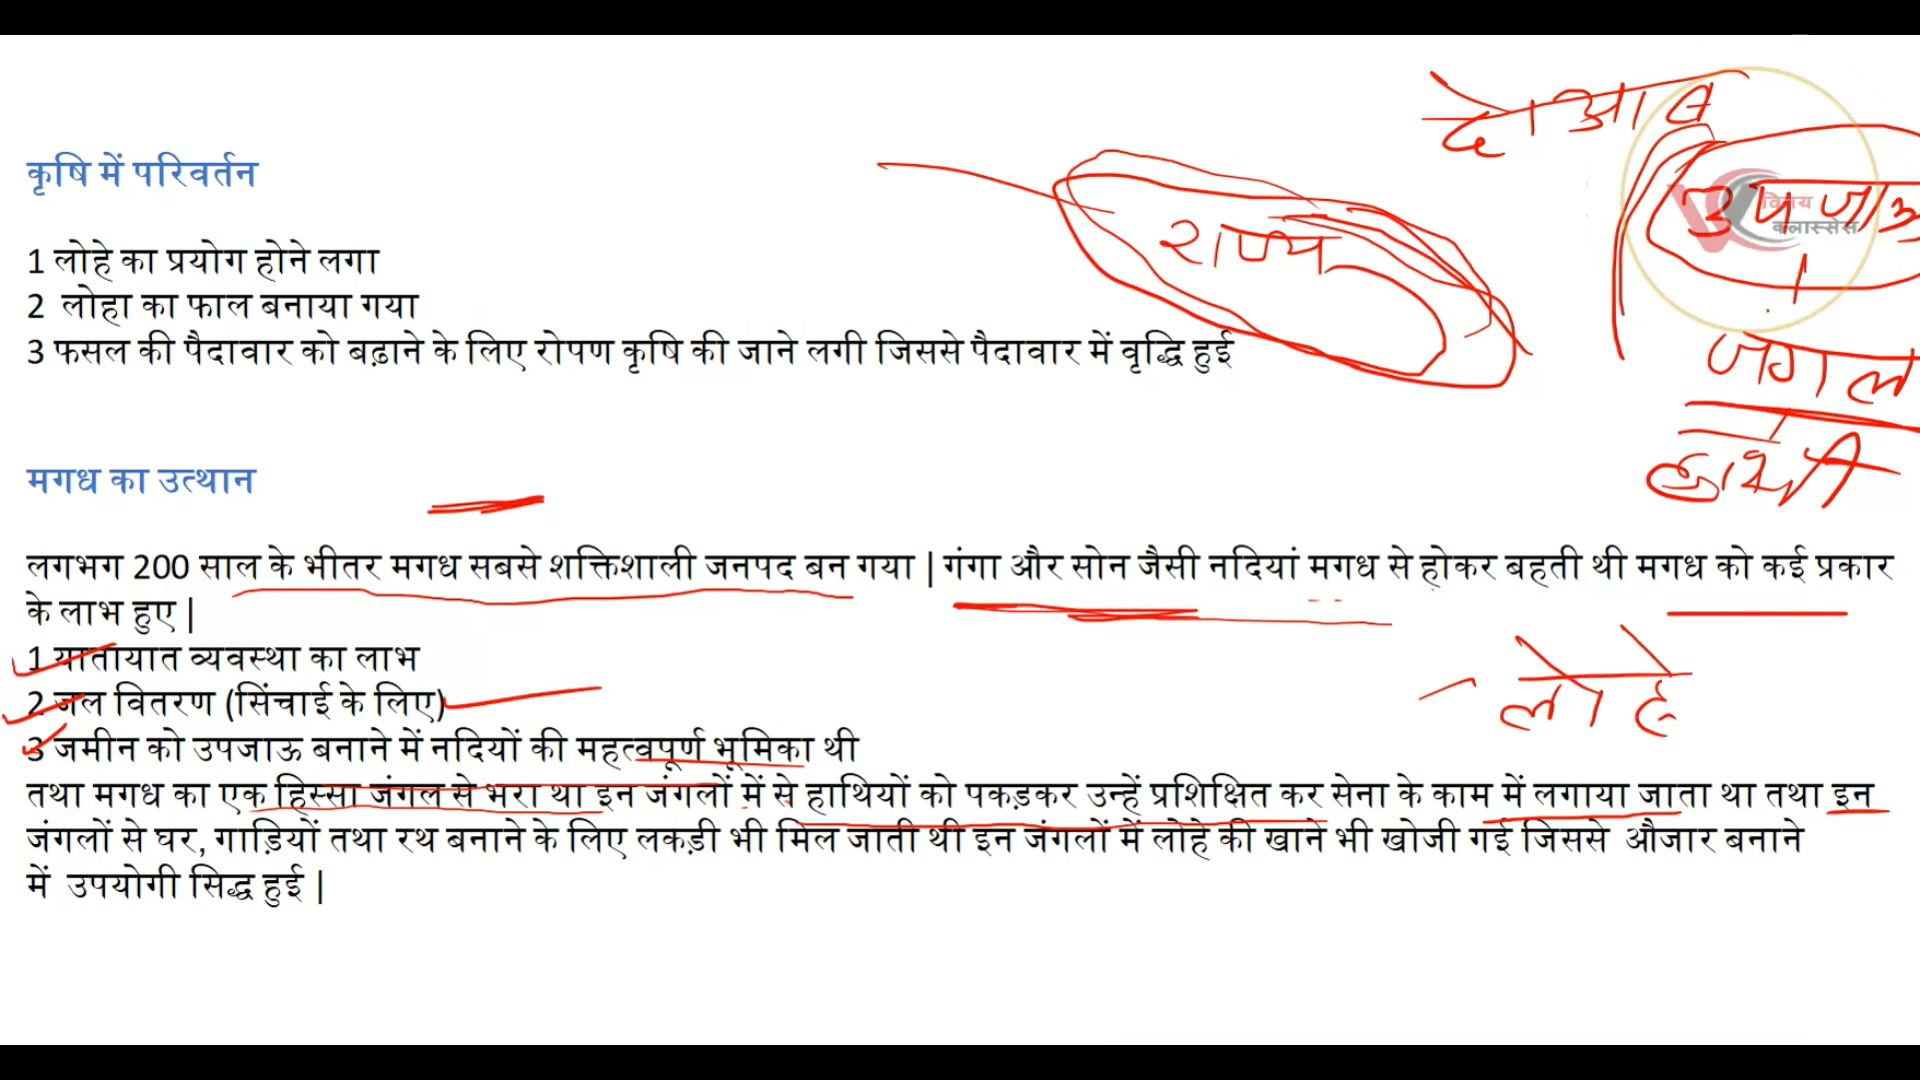 दोआब
कृषि में परिवर्तन
राज्य
उपजाऊ
विनय
क्लास्सेस
1 लोहे का प्रयोग होने लगा
2 लोहा का फाल बनाया गया
3 फसल की पैदावार को बढ़ाने के लिए रोपण कृषि की जाने लगी जिससे पैदावार में वृद्धि हुई
जंगल
हाथी
मगध का उत्थान
लगभग 200 साल के भीतर मगध सबसे शक्तिशाली जनपद बन गया | गंगा और सोन जैसी नदियां मगध से होकर बहती थी मगध को कई प्रकार
के लाभ हुए |
1 यातायात व्यवस्था का लाभ
2 जल वितरण (सिंचाई के लिए)
लोहे
3 जमीन को उपजाऊ बनाने में नदियों की महत्वपूर्ण भूमिका थी
तथा मगध का एक हिस्सा जंगल से भरा था इन जंगलों में से हाथियों को पकड़कर उन्हें प्रशिक्षित कर सेना के काम में लगाया जाता था तथा इन
जंगलों से घर, गाड़ियों तथा रथ बनाने के लिए लकड़ी भी मिल जाती थी इन जंगलों में लोहे की खाने भी खोजी गई जिससे औजार बनाने
में उपयोगी सिद्ध हुई |